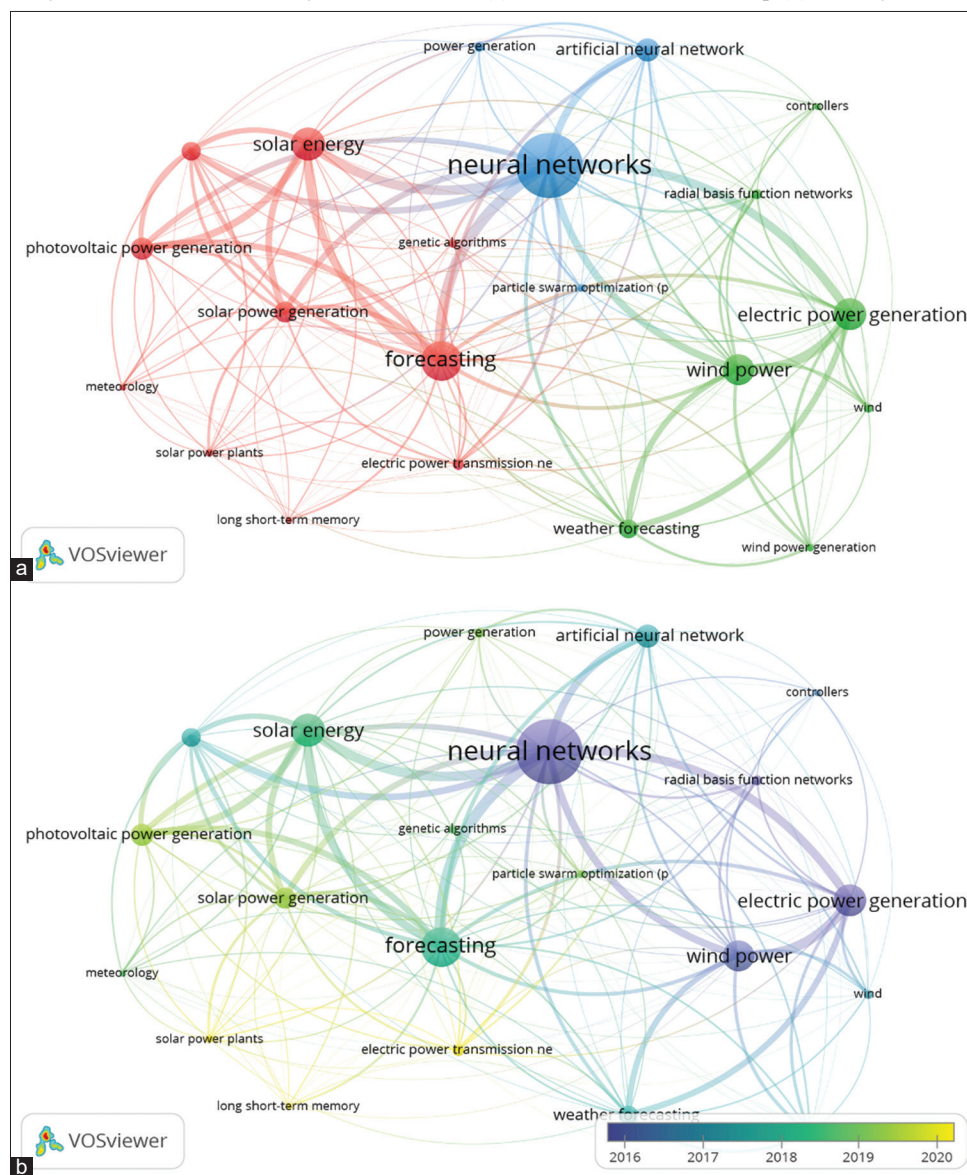 power generation
artificial neural network
controllers
solar energy
neural networks
radial basis function networks
photovoltaic power generation
genetic algorithms
particle swarm optimization (p
solar power generation
electric power generation
forecasting
wind power
meteorology
wind
solar power plants
electric power transmission ne
long short-term memory
weather forecasting
wind power generation
VOSviewer
a
power generation
artificial neural network
controllers
solar energy
neural networks
radial basis function networks
photovoltaic power generation
genetic algorithms
particle swarm optimization (p
solar power generation
electric power generation
forecasting
wind power
meteorology
wind
solar power plants
electric power transmission ne
long short-term memory
weather forecasting
VOSviewer
2016 2017 2018 2019 2020
b